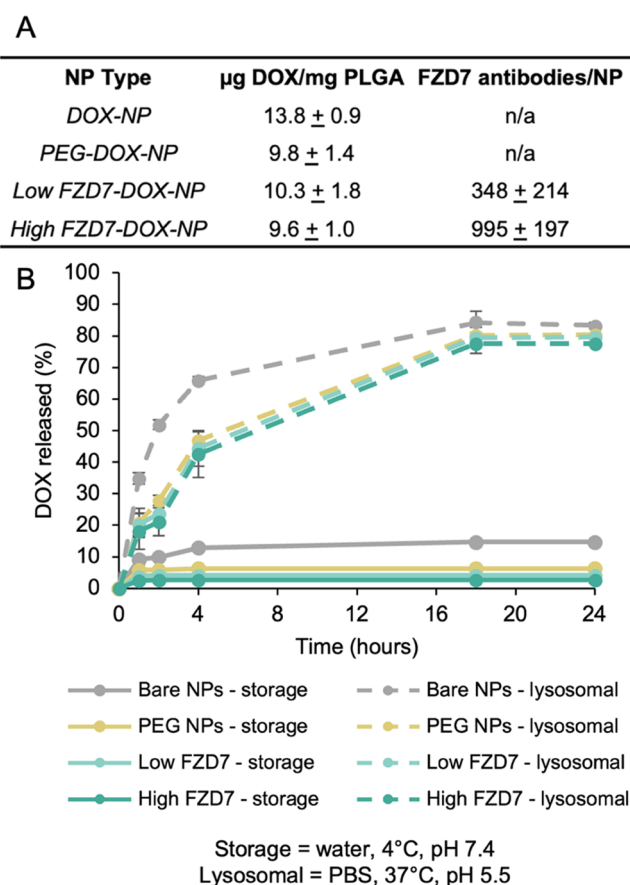 A
NP Type µg DOX/mg PLGA FZD7 antibodies/NP
DOX-NP 13.8 ± 0.9 n/a
PEG-DOX-NP 9.8 ± 1.4 n/a
Low FZD7-DOX-NP 10.3 ± 1.8 348 ± 214
High FZD7-DOX-NP 9.6 ± 1.0 995 ± 197
B
100
90
80
70
60
50
40
30
20
10
0
DOX released (%)
0 4 8 12 16 20 24
Time (hours)
Bare NPs - storage Bare NPs - lysosomal
PEG NPs - storage PEG NPs - lysosomal
Low FZD7 - storage Low FZD7 - lysosomal
High FZD7 - storage High FZD7 - lysosomal
Storage = water, 4°C, pH 7.4
Lysosomal = PBS, 37°C, pH 5.5